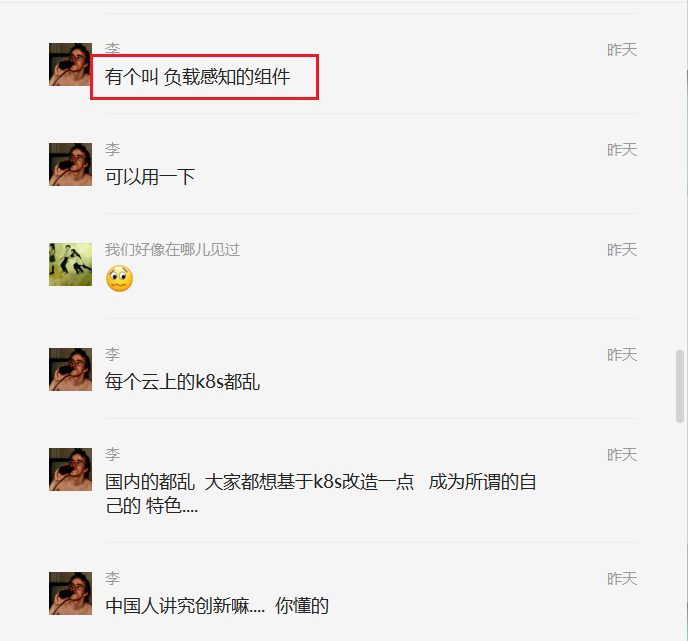 李
昨天
有个叫 负载感知的组件
李
昨天
可以用一下
我们好像在哪儿见过
昨天
李
昨天
每个云上的k8s都乱
李
昨天
国内的都乱 大家都想基于k8s改造一点 成为所谓的自
己的 特色....
李
昨天
中国人讲究创新嘛.... 你懂的